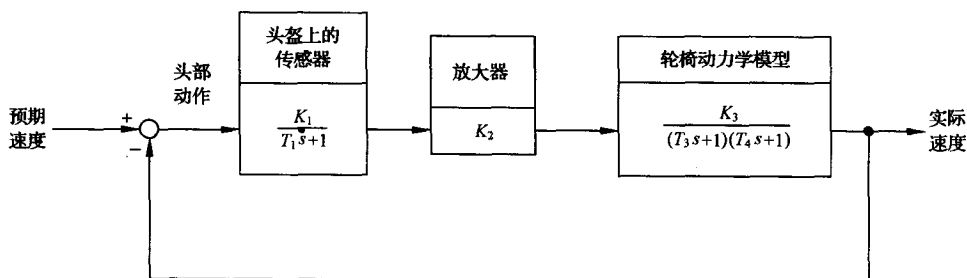 头盔上的
传感器
放大器
轮椅动力学模型
头部
动作
预期
速度
+
−
K₁
T₁s+1
K₂
K₃
(T₃s+1)(T₄s+1)
实际
速度